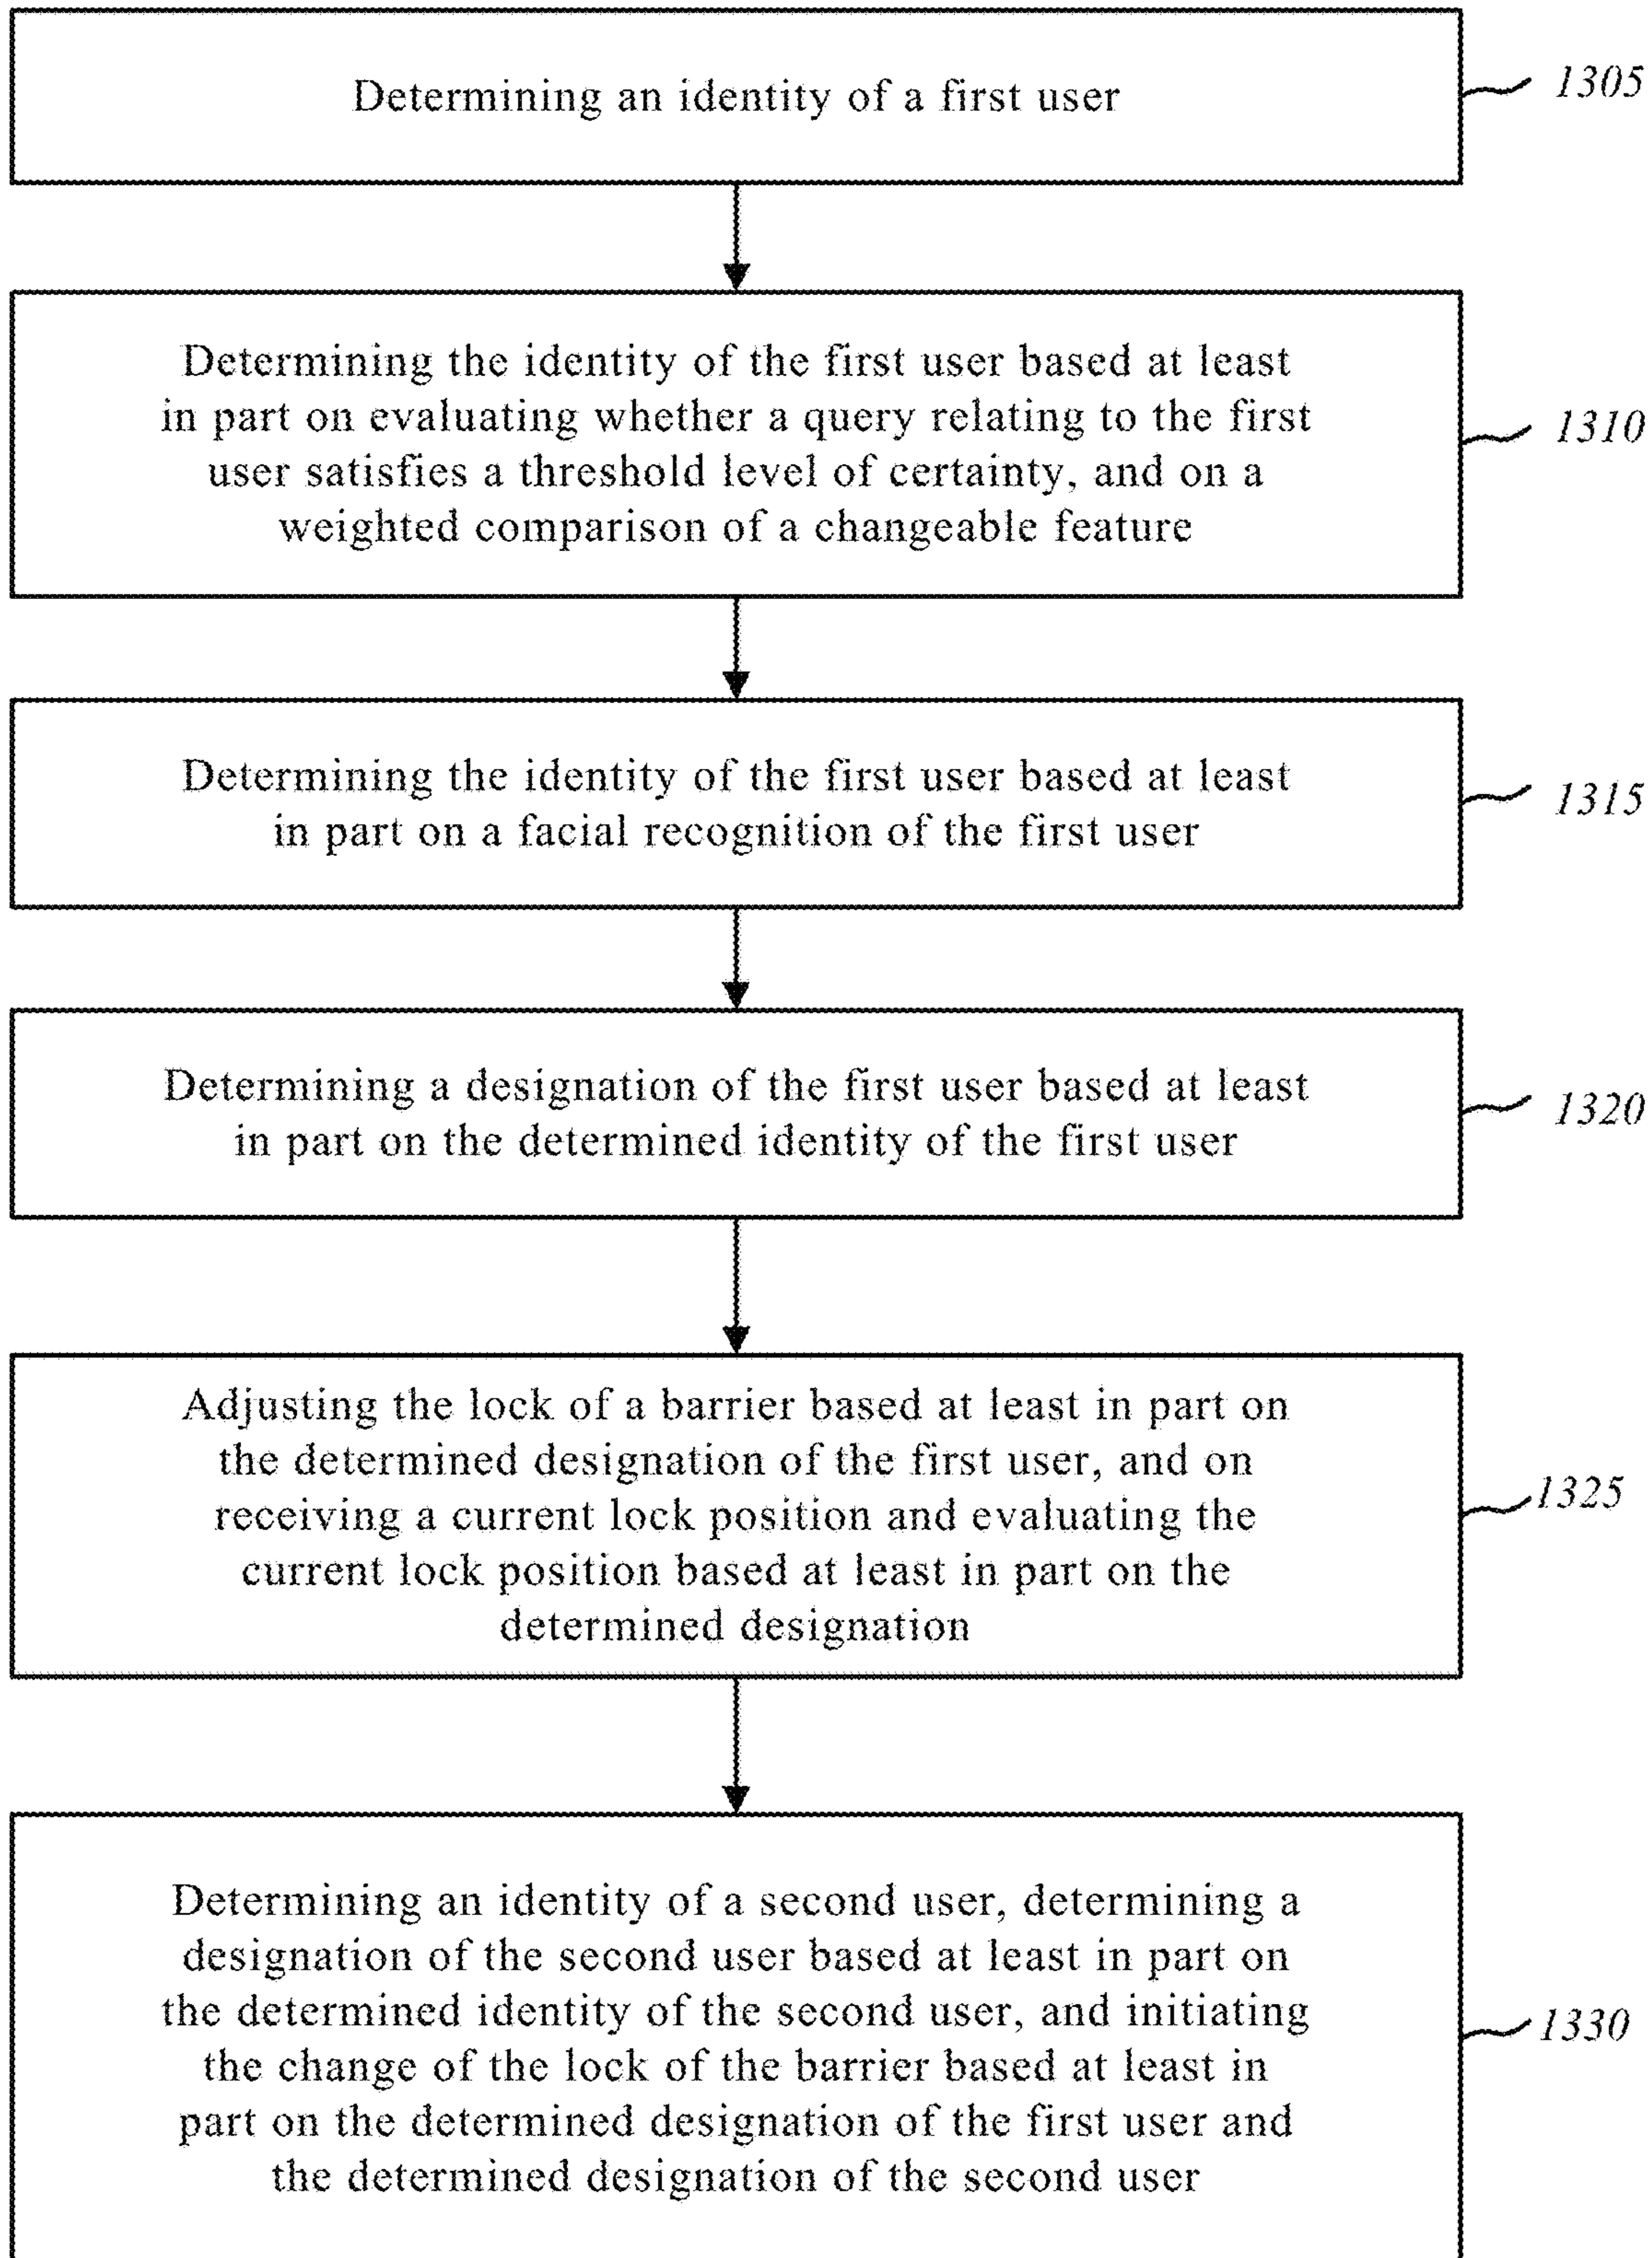 Determining an identity of a first user
1305
Determining the identity of the first user based at least
in part on evaluating whether a query relating to the first
user satisfies a threshold level of certainty, and on a
weighted comparison of a changeable feature
1310
Determining the identity of the first user based at least
in part on a facial recognition of the first user
1315
Determining a designation of the first user based at least
in part on the determined identity of the first user
1320
Adjusting the lock of a barrier based at least in part on
the determined designation of the first user, and on
receiving a current lock position and evaluating the
current lock position based at least in part on the
determined designation
1325
Determining an identity of a second user, determining a
designation of the second user based at least in part on
the determined identity of the second user, and initiating
the change of the lock of the barrier based at least in
part on the determined designation of the first user and
the determined designation of the second user
1330